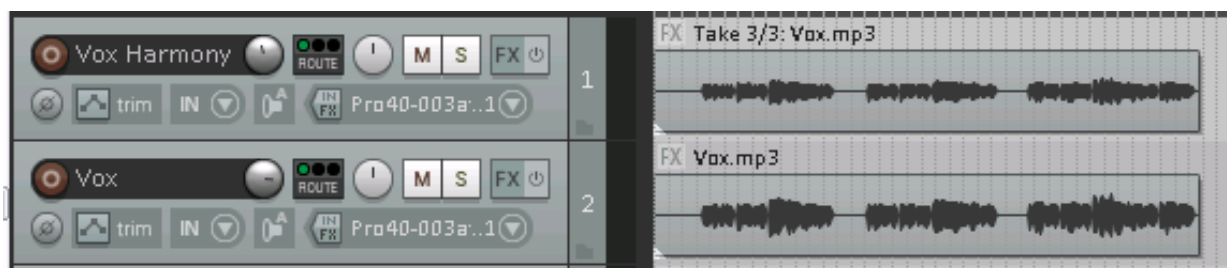 Vox Harmony ROUTE M S FX
trim IN A IN FX Pro40-003a:..1
1
FX Take 3/3: Vox.mp3
Vox ROUTE M S FX
trim IN A IN FX Pro40-003a:..1
2
FX Vox.mp3